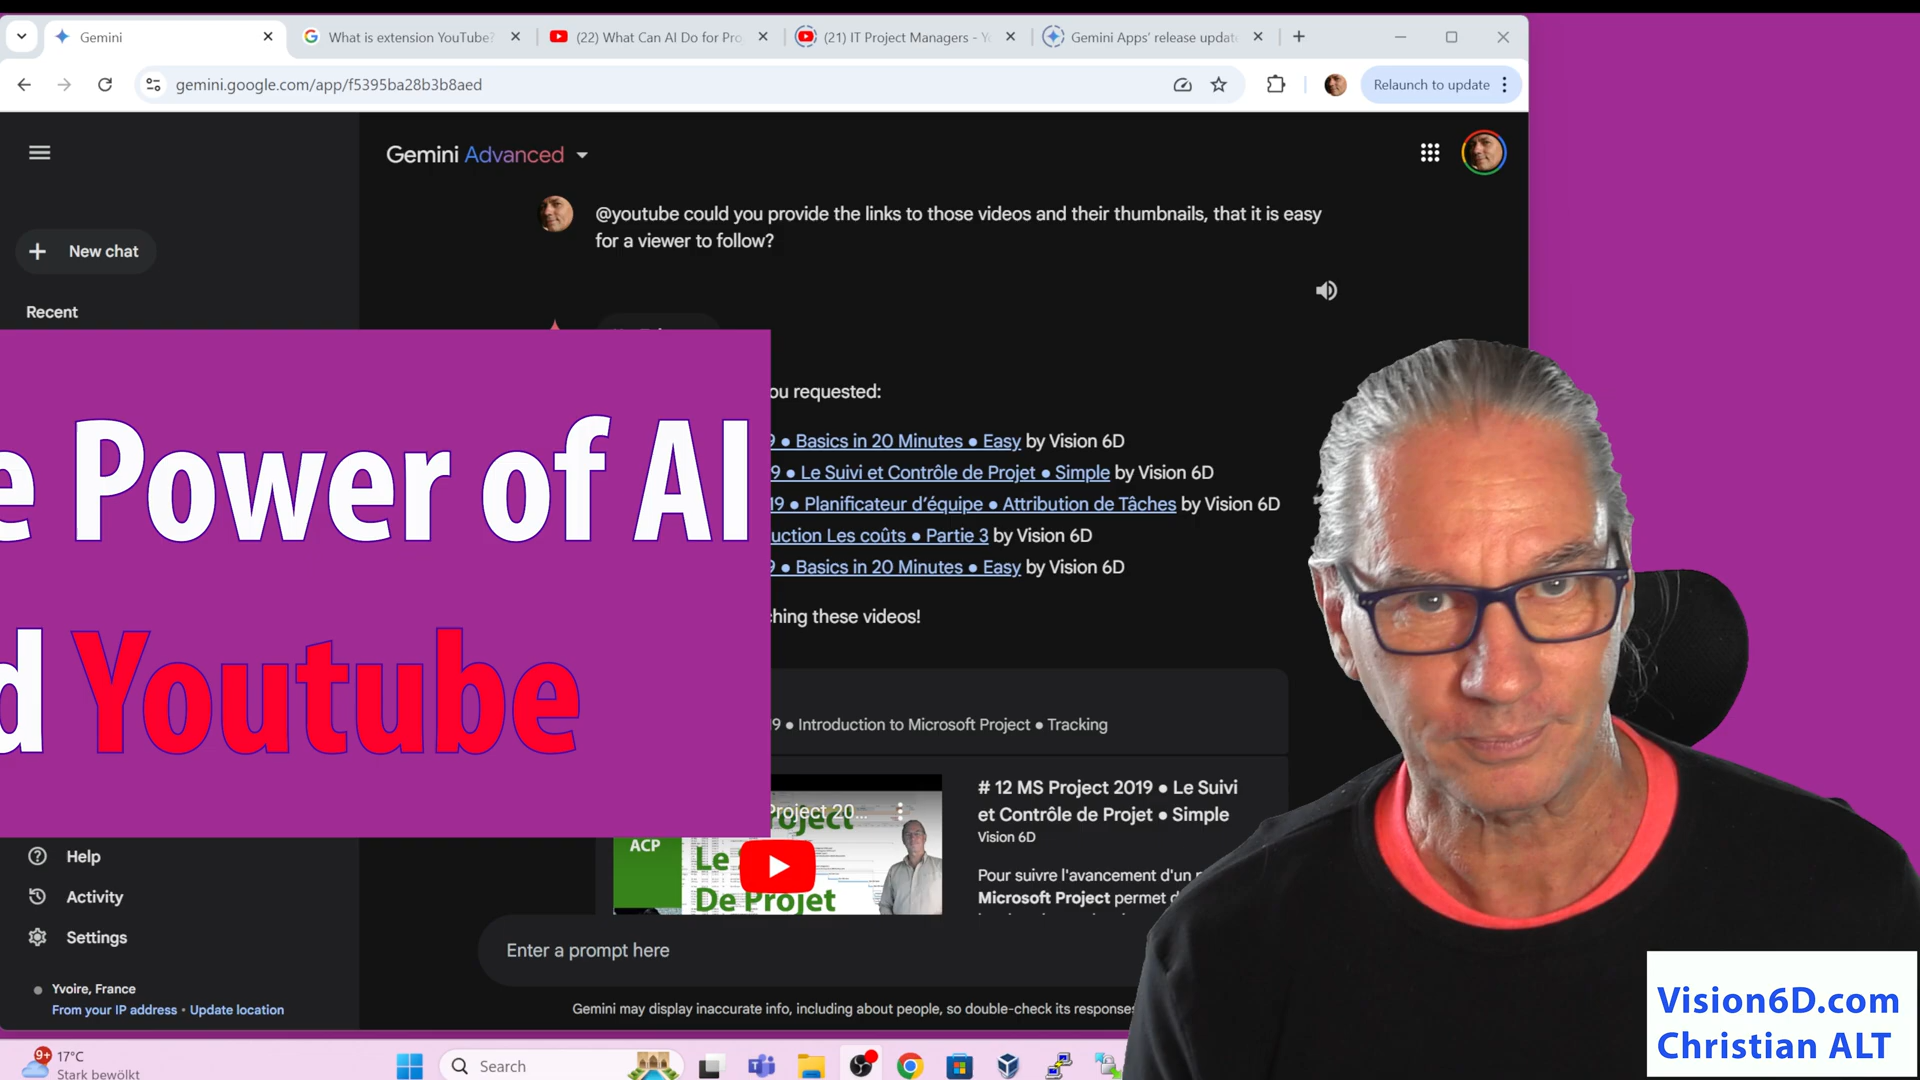 Gemini
What is extension YouTube?
(22) What Can AI Do for Pro
(21) IT Project Managers - Yo
Gemini Apps' release update
gemini.google.com/app/f5395ba28b3b8aed
Relaunch to update
Gemini Advanced
@youtube could you provide the links to those videos and their thumbnails, that it is easy
for a viewer to follow?
New chat
Recent
e Power of AI
d Youtube
ou requested:
9 ● Basics in 20 Minutes ● Easy by Vision 6D
9 ● Le Suivi et Contrôle de Projet ● Simple by Vision 6D
19 ● Planificateur d'équipe ● Attribution de Tâches by Vision 6D
uction Les coûts ● Partie 3 by Vision 6D
9 ● Basics in 20 Minutes ● Easy by Vision 6D
hing these videos!
9 ● Introduction to Microsoft Project ● Tracking
Project 20...
ACP
Le
De Projet
# 12 MS Project 2019 ● Le Suivi
et Contrôle de Projet ● Simple
Vision 6D
Pour suivre l'avancement d'un
Microsoft Project permet
Help
Activity
Settings
Yvoire, France
From your IP address • Update location
Enter a prompt here
Gemini may display inaccurate info, including about people, so double-check its responses
Vision6D.com
Christian ALT
9+
17°C
Stark bewölkt
Search